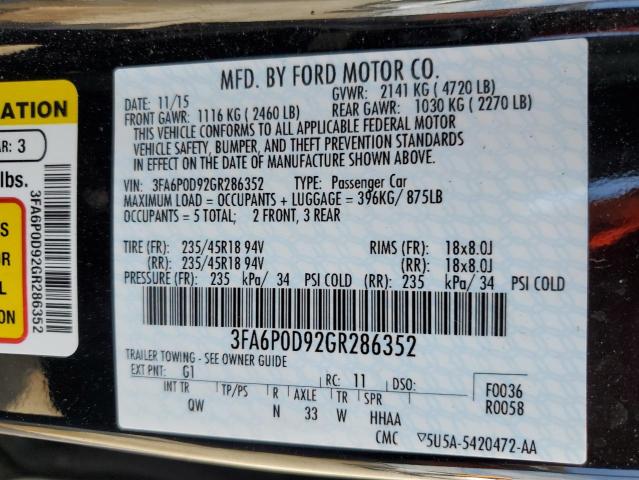 MFD. BY FORD MOTOR CO.
DATE: 11/15 GVWR: 2141 KG ( 4720 LB)
FRONT GAWR: 1116 KG ( 2460 LB) REAR GAWR: 1030 KG ( 2270 LB)
THIS VEHICLE CONFORMS TO ALL APPLICABLE FEDERAL MOTOR
VEHICLE SAFETY, BUMPER, AND THEFT PREVENTION STANDARDS
IN EFFECT ON THE DATE OF MANUFACTURE SHOWN ABOVE.
VIN: 3FA6P0D92GR286352 TYPE: Passenger Car
MAXIMUM LOAD = OCCUPANTS + LUGGAGE = 396KG/ 875LB
OCCUPANTS = 5 TOTAL; 2 FRONT, 3 REAR
TIRE (FR): 235/45R18 94V RIMS (FR): 18x8.0J
(RR): 235/45R18 94V (RR): 18x8.0J
PRESSURE (FR): 235 kPa/ 34 PSI COLD (RR): 235 kPa/ 34 PSI COLD
3FA6P0D92GR286352
TRAILER TOWING - SEE OWNER GUIDE
EXT PNT: G1 RC: 11 DSO: F0036
INT TR TP/PS R AXLE TR SPR R0058
QW N 33 W HHAA
CMC ▽5U5A-5420472-AA
ATION
AR: 3
lbs.
S
OR
AL
3FA6P0D92GR286352